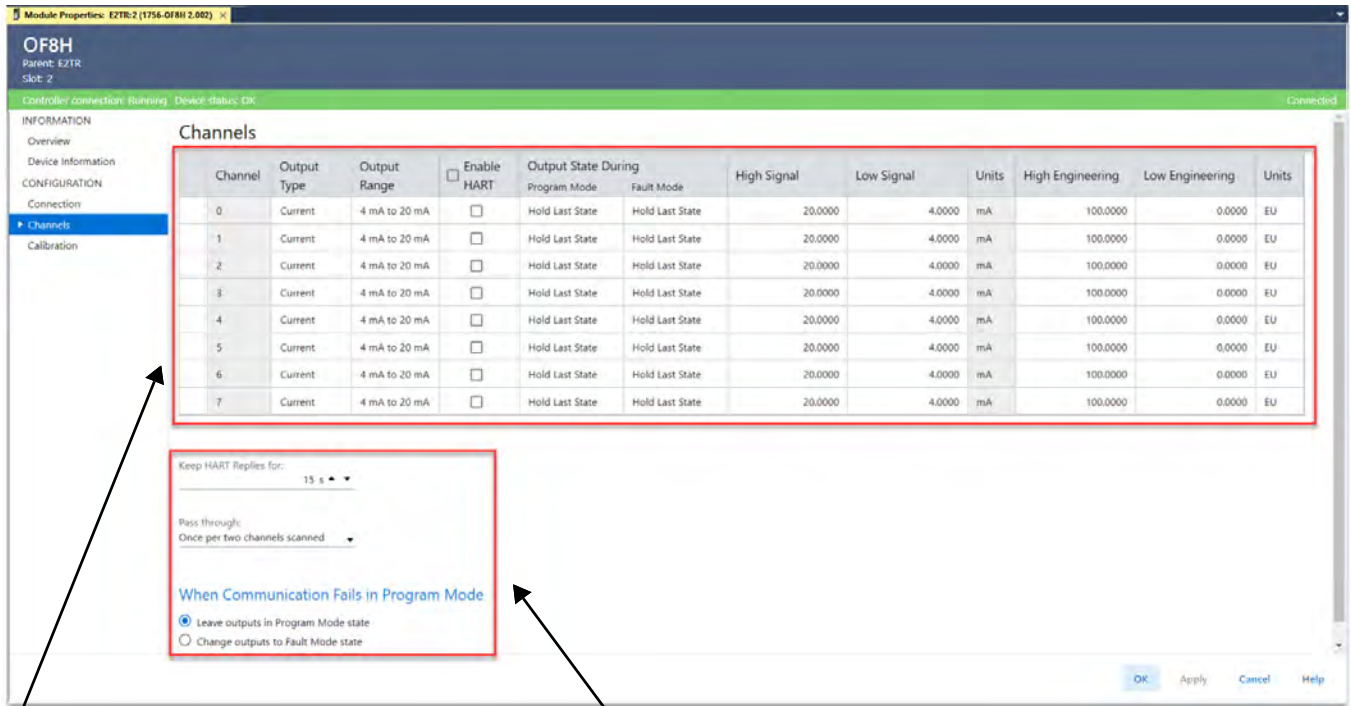 Module Properties: E2TR:2 (1756-OF8H 2.002) ×
OF8H
Parent: E2TR
Slot: 2
Controller connection: Running Device status: OK Connected
INFORMATION
Overview
Device Information
CONFIGURATION
Connection
Channels
Calibration
Channels
Channel Output Type Output Range Enable HART Output State During Program Mode Fault Mode High Signal Low Signal Units High Engineering Low Engineering Units
0 Current 4 mA to 20 mA Hold Last State Hold Last State 20.0000 4.0000 mA 100.0000 0.0000 EU
1 Current 4 mA to 20 mA Hold Last State Hold Last State 20.0000 4.0000 mA 100.0000 0.0000 EU
2 Current 4 mA to 20 mA Hold Last State Hold Last State 20.0000 4.0000 mA 100.0000 0.0000 EU
3 Current 4 mA to 20 mA Hold Last State Hold Last State 20.0000 4.0000 mA 100.0000 0.0000 EU
4 Current 4 mA to 20 mA Hold Last State Hold Last State 20.0000 4.0000 mA 100.0000 0.0000 EU
5 Current 4 mA to 20 mA Hold Last State Hold Last State 20.0000 4.0000 mA 100.0000 0.0000 EU
6 Current 4 mA to 20 mA Hold Last State Hold Last State 20.0000 4.0000 mA 100.0000 0.0000 EU
7 Current 4 mA to 20 mA Hold Last State Hold Last State 20.0000 4.0000 mA 100.0000 0.0000 EU
Keep HART Replies for:
15 s
Pass through:
Once per two channels scanned
When Communication Fails in Program Mode
Leave outputs in Program Mode state
Change outputs to Fault Mode state
OK Apply Cancel Help